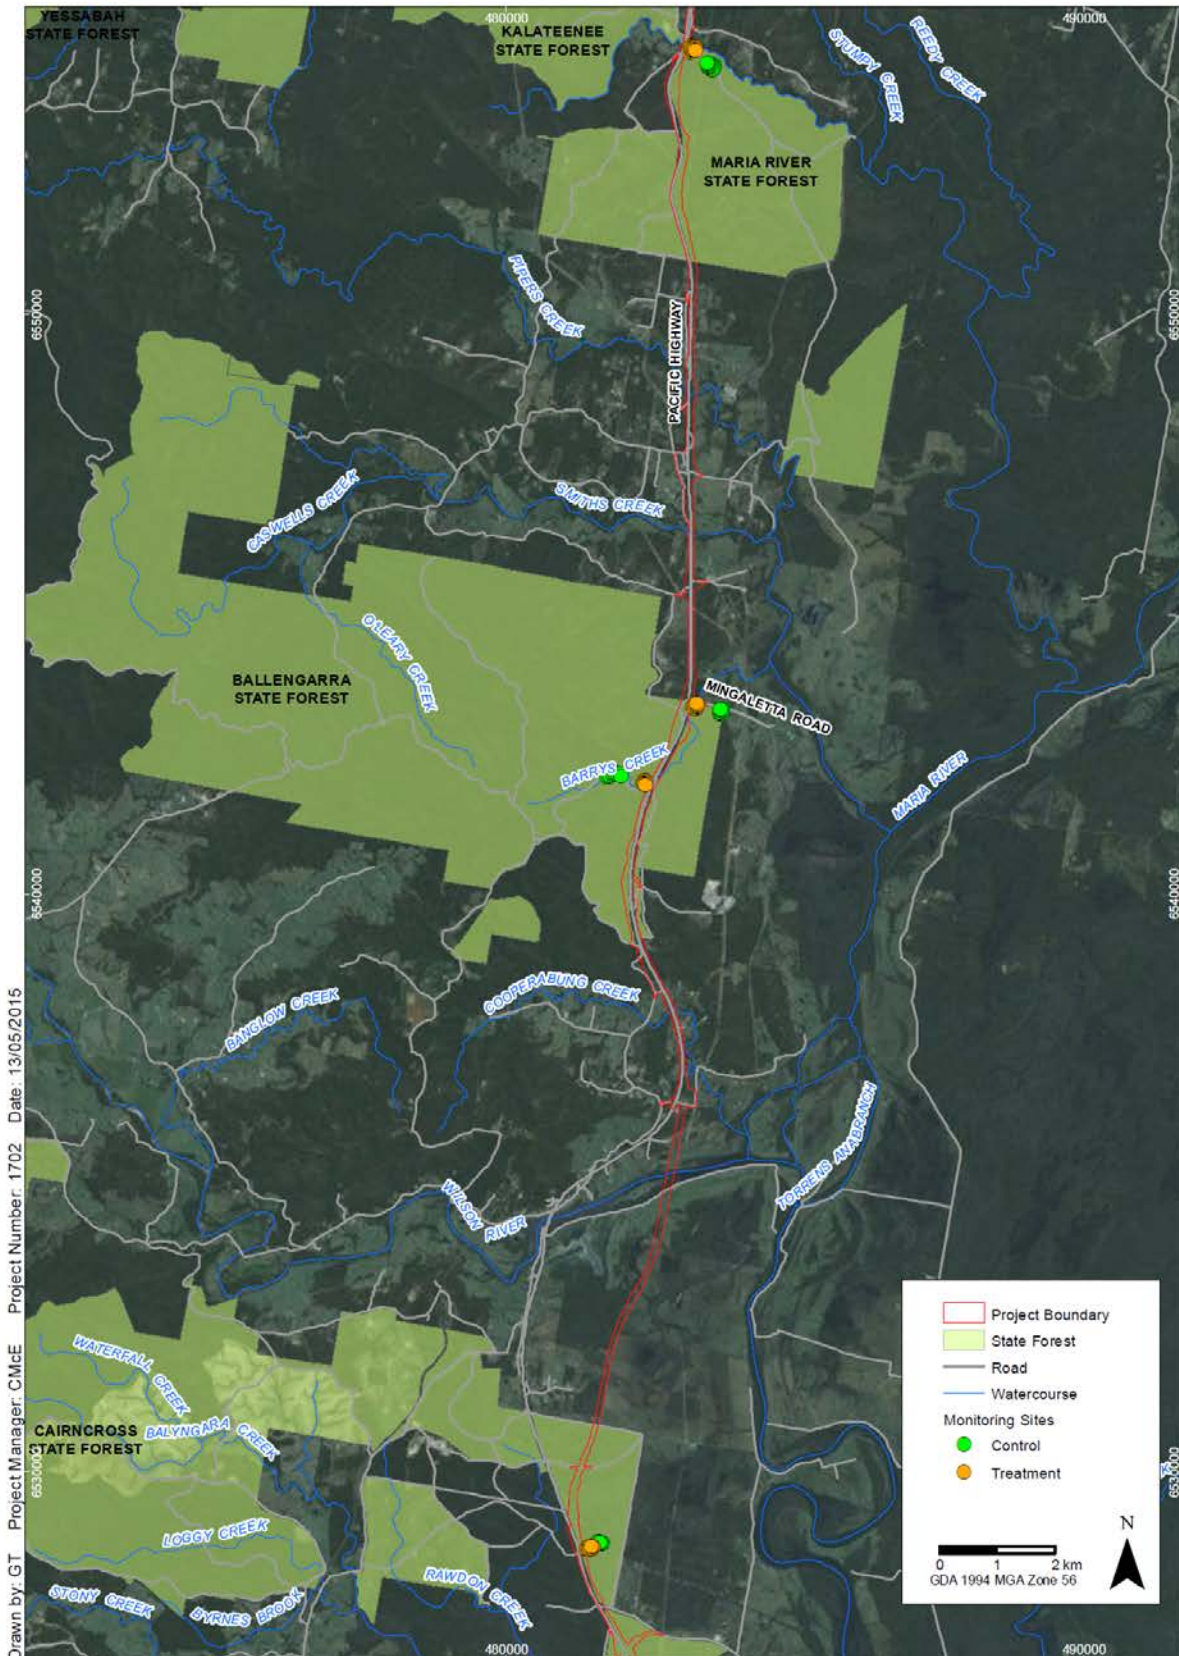 480000
490000
YESSABAH
STATE FOREST
KALATEENEE
STATE FOREST
STUMPY CREEK
REEDY CREEK
MARIA RIVER
STATE FOREST
PIPERS CREEK
6550000
6550000
PACIFIC HIGHWAY
SMITHS CREEK
CASWELLS CREEK
O'LEARY CREEK
BALLENGARRA
STATE FOREST
MINGALETTA ROAD
BARRYS CREEK
MARIA RIVER
6540000
6540000
COOPERABUNG CREEK
BANGLOW CREEK
TORRENS ANABRANCH
WILSON RIVER
WATERFALL CREEK
BALYNGARA CREEK
CAIRNCROSS
STATE FOREST
6530000
6530000
LOGGY CREEK
STONY CREEK
BYRNES BROOK
RAWDON CREEK
480000
490000
Project Boundary
State Forest
Road
Watercourse
Monitoring Sites
Control
Treatment
N
0 1 2 km
GDA 1994 MGA Zone 56
Drawn by: GT Project Manager: CMcE Project Number: 1702 Date: 13/05/2015